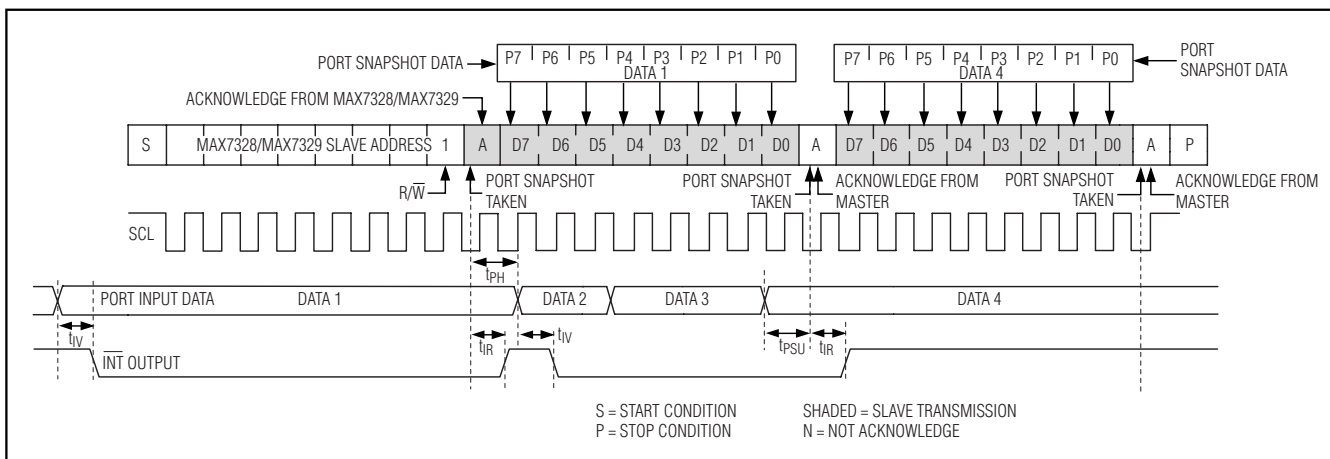 P7 P6 P5 P4 P3 P2 P1 P0
DATA 1
P7 P6 P5 P4 P3 P2 P1 P0
DATA 4
PORT SNAPSHOT DATA
PORT
SNAPSHOT DATA
ACKNOWLEDGE FROM MAX7328/MAX7329
S MAX7328/MAX7329 SLAVE ADDRESS 1 A D7 D6 D5 D4 D3 D2 D1 D0 A D7 D6 D5 D4 D3 D2 D1 D0 A P
R/W
PORT SNAPSHOT
TAKEN
PORT SNAPSHOT
TAKEN
ACKNOWLEDGE FROM
MASTER
PORT SNAPSHOT
TAKEN
ACKNOWLEDGE FROM
MASTER
SCL
tPH
PORT INPUT DATA DATA 1 DATA 2 DATA 3 DATA 4
tIV
tIR
tIV
tPSU
tIR
INT OUTPUT
S = START CONDITION
P = STOP CONDITION
SHADED = SLAVE TRANSMISSION
N = NOT ACKNOWLEDGE